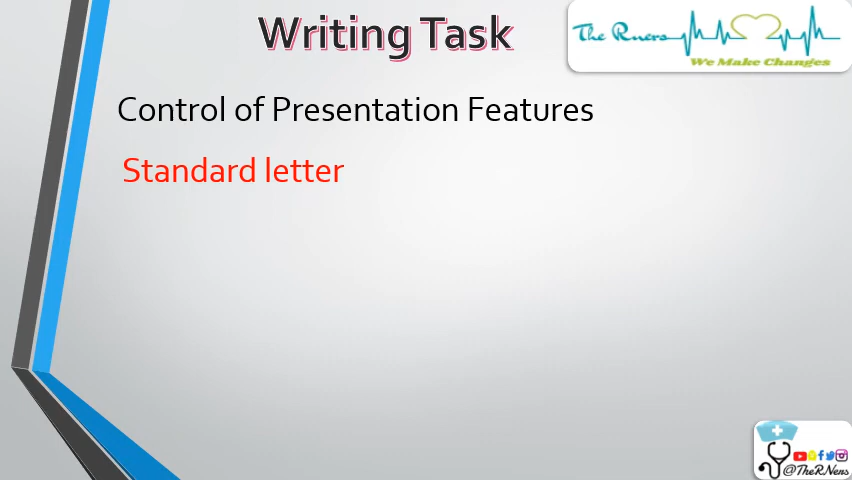 Writing Task
The Rners
We Make Changes
Control of Presentation Features
Standard letter
@TheRNers